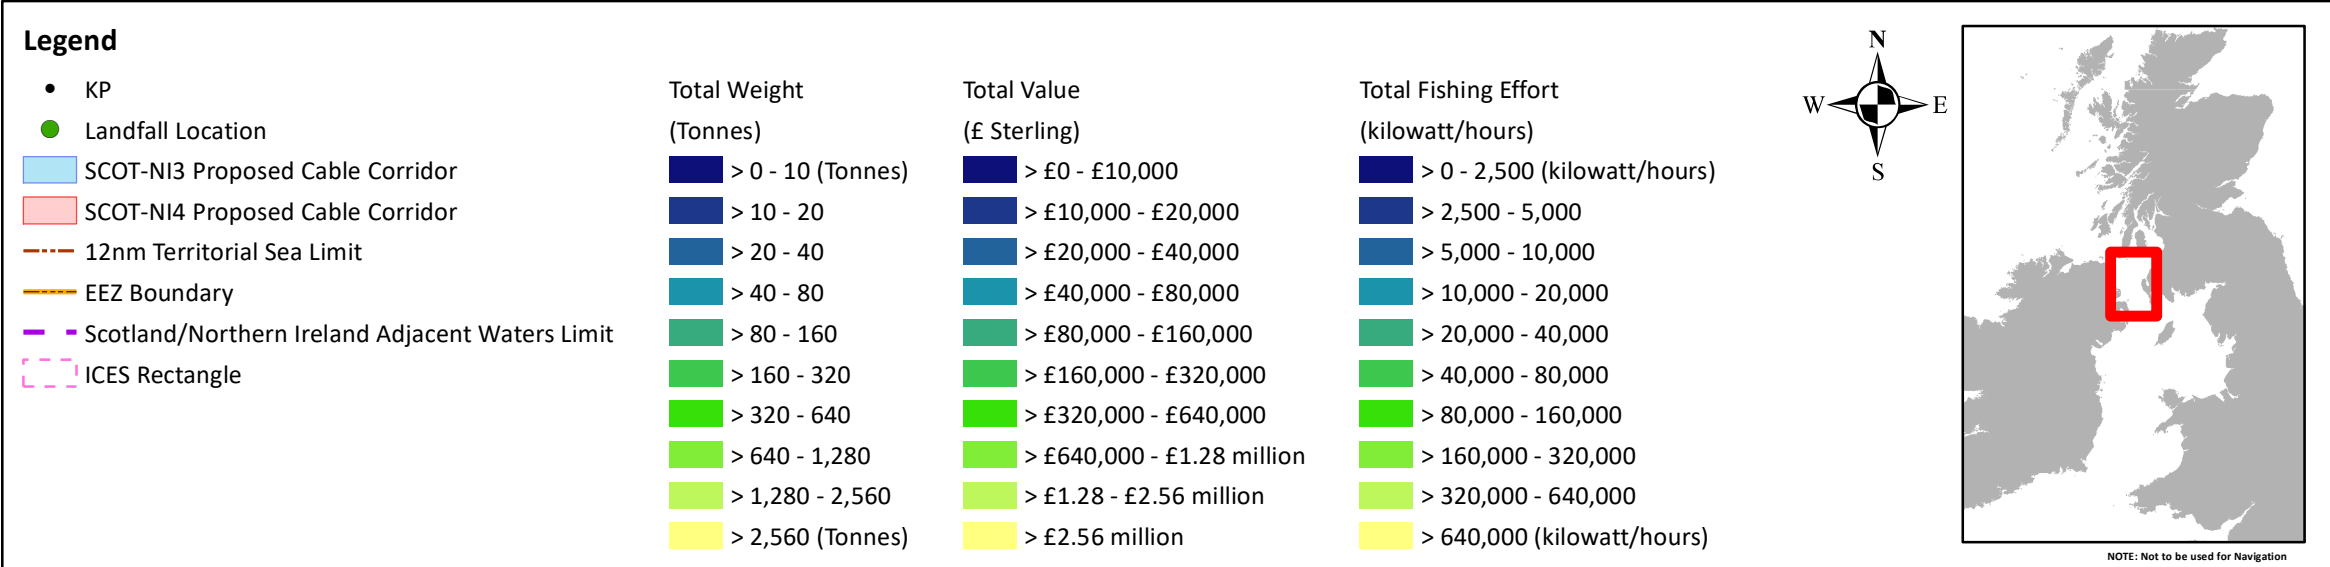 Legend
KP
Landfall Location
SCOT-NI3 Proposed Cable Corridor
SCOT-NI4 Proposed Cable Corridor
12nm Territorial Sea Limit
EEZ Boundary
Scotland/Northern Ireland Adjacent Waters Limit
ICES Rectangle
Total Weight
(Tonnes)
> 0 - 10 (Tonnes)
> 10 - 20
> 20 - 40
> 40 - 80
> 80 - 160
> 160 - 320
> 320 - 640
> 640 - 1,280
> 1,280 - 2,560
> 2,560 (Tonnes)
Total Value
(£ Sterling)
> £0 - £10,000
> £10,000 - £20,000
> £20,000 - £40,000
> £40,000 - £80,000
> £80,000 - £160,000
> £160,000 - £320,000
> £320,000 - £640,000
> £640,000 - £1.28 million
> £1.28 - £2.56 million
> £2.56 million
Total Fishing Effort
(kilowatt/hours)
> 0 - 2,500 (kilowatt/hours)
> 2,500 - 5,000
> 5,000 - 10,000
> 10,000 - 20,000
> 20,000 - 40,000
> 40,000 - 80,000
> 80,000 - 160,000
> 160,000 - 320,000
> 320,000 - 640,000
> 640,000 (kilowatt/hours)
N
W E
S
NOTE: Not to be used for Navigation